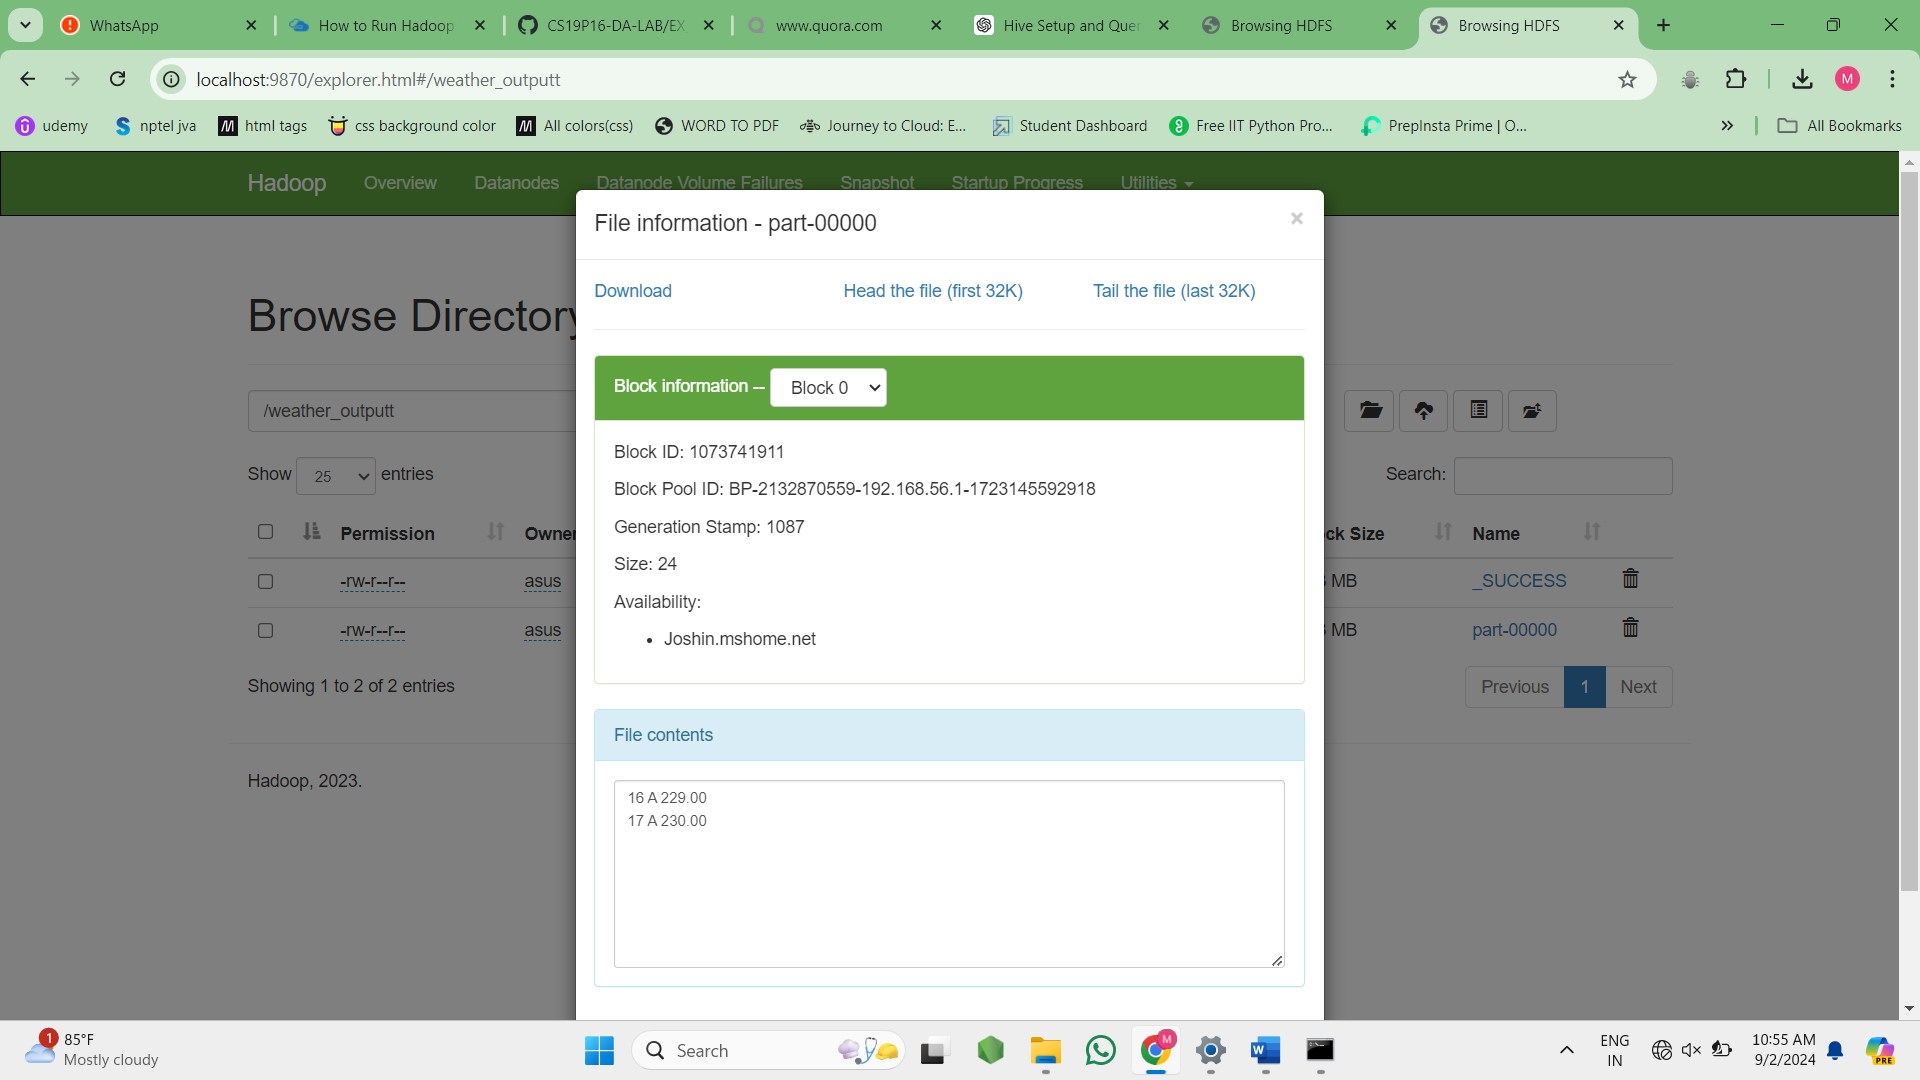 WhatsApp
How to Run Hadoop
CS19P16-DA-LAB/EX
www.quora.com
Hive Setup and Quer
Browsing HDFS
Browsing HDFS
localhost:9870/explorer.html#/weather_outputt
M
udemy
nptel jva
html tags
css background color
All colors(css)
WORD TO PDF
Journey to Cloud: E...
Student Dashboard
Free IIT Python Pro...
PrepInsta Prime | O...
All Bookmarks
Hadoop
Overview
Datanodes
Datanode Volume Failures
Snapshot
Startup Progress
Utilities
File information - part-00000
×
Download
Head the file (first 32K)
Tail the file (last 32K)
Browse Directory
Block information -- Block 0
/weather_outputt
Block ID: 1073741911
Show 25 entries
Search:
Block Pool ID: BP-2132870559-192.168.56.1-1723145592918
Generation Stamp: 1087
Permission
Owner
ck Size
Name
Size: 24
-rw-r--r--
asus
MB
_SUCCESS
Availability:
-rw-r--r--
asus
MB
part-00000
• Joshin.mshome.net
Showing 1 to 2 of 2 entries
Previous 1 Next
File contents
Hadoop, 2023.
16 A 229.00
17 A 230.00
1
85°F
Mostly cloudy
Search
M
PRE
ENG
IN
10:55 AM
9/2/2024